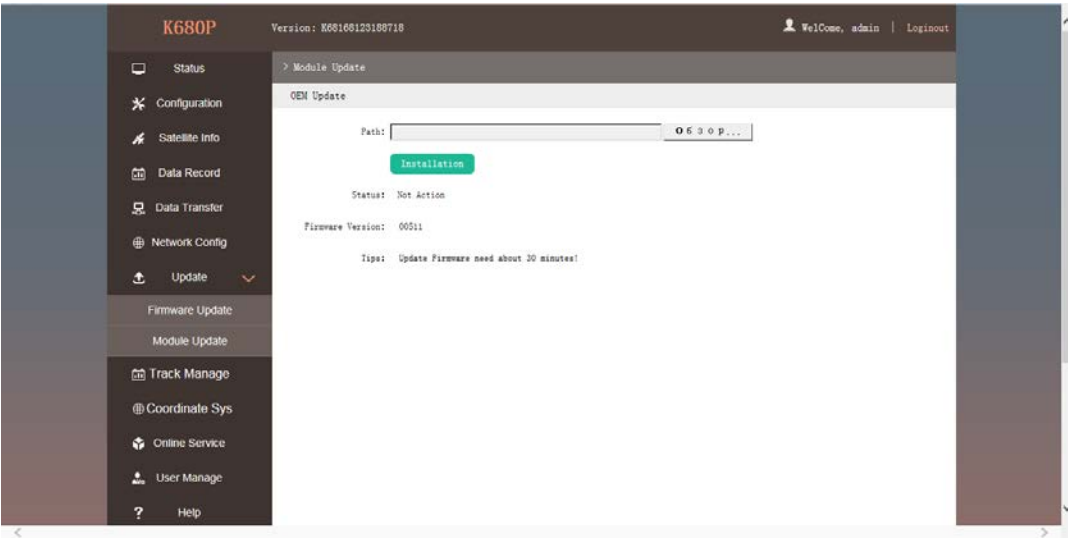 K680P
Version: K68168123188718
WelCome, admin | Loginout
Status
> Module Update
Configuration
OEM Update
Satellite Info
Path:
Installation
Data Record
Status: Not Action
Data Transfer
Firmware Version: 00511
Network Config
Tips: Update Firmware need about 30 minutes!
Update
Firmware Update
Module Update
Track Manage
Coordinate Sys
Online Service
User Manage
? Help